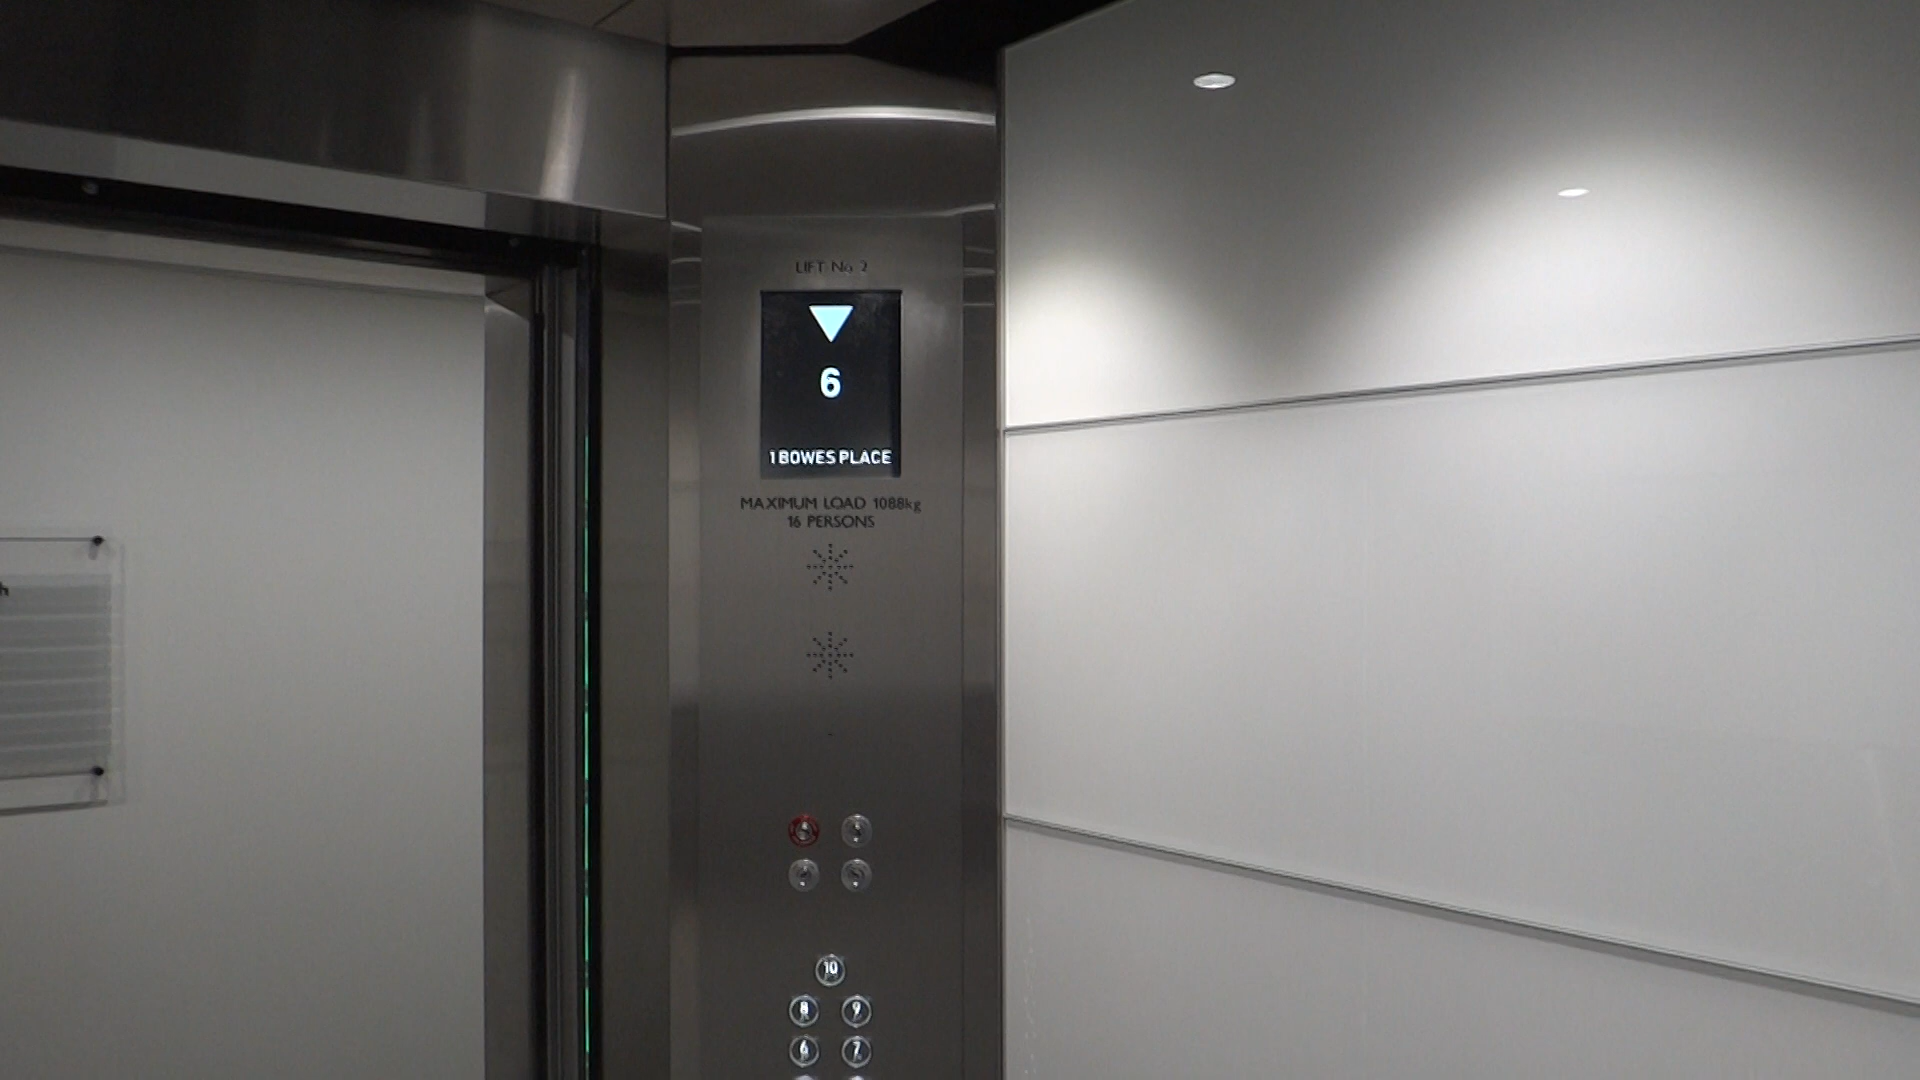 LIFT No 2
6
1 BOWES PLACE
MAXIMUM LOAD 1088kg
16 PERSONS
h
10
8 9
6 7